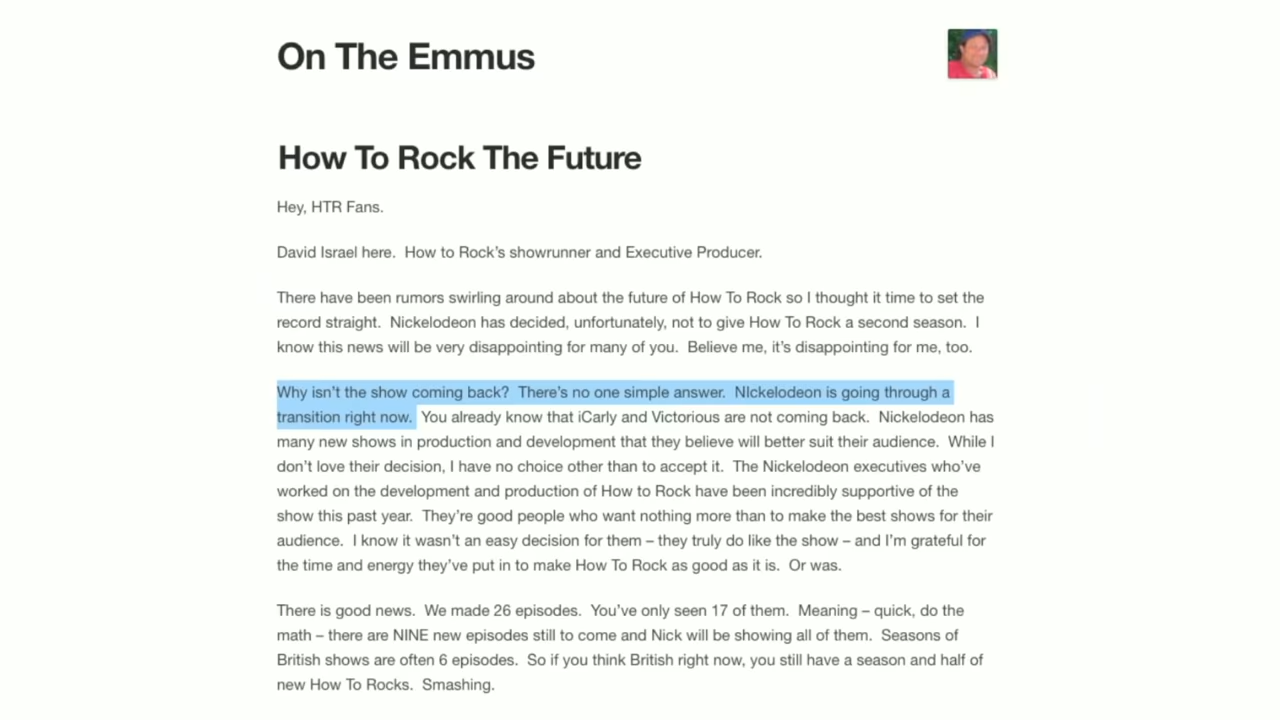 On The Emmus
How To Rock The Future
Hey, HTR Fans.
David Israel here.  How to Rock's showrunner and Executive Producer.
There have been rumors swirling around about the future of How To Rock so I thought it time to set the
record straight.  Nickelodeon has decided, unfortunately, not to give How To Rock a second season.  I
know this news will be very disappointing for many of you.  Believe me, it's disappointing for me, too.
Why isn't the show coming back?  There's no one simple answer.  NIckelodeon is going through a
transition right now.  You already know that iCarly and Victorious are not coming back.  Nickelodeon has
many new shows in production and development that they believe will better suit their audience.  While I
don't love their decision, I have no choice other than to accept it.  The Nickelodeon executives who've
worked on the development and production of How to Rock have been incredibly supportive of the
show this past year.  They're good people who want nothing more than to make the best shows for their
audience.  I know it wasn't an easy decision for them – they truly do like the show – and I'm grateful for
the time and energy they've put in to make How To Rock as good as it is.  Or was.
There is good news.  We made 26 episodes.  You've only seen 17 of them.  Meaning – quick, do the
math – there are NINE new episodes still to come and Nick will be showing all of them.  Seasons of
British shows are often 6 episodes.  So if you think British right now, you still have a season and half of
new How To Rocks.  Smashing.